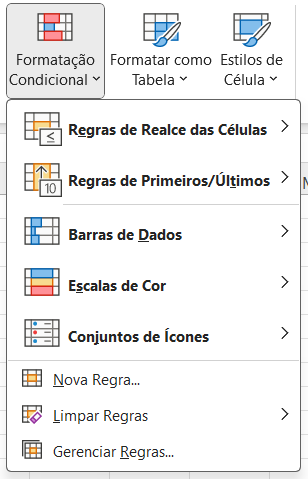 Formatação Condicional
Formatar como Tabela
Estilos de Célula
≤
Regras de Realce das Células
10
Regras de Primeiros/Últimos
Barras de Dados
Escalas de Cor
Conjuntos de Ícones
Nova Regra...
Limpar Regras
Gerenciar Regras...